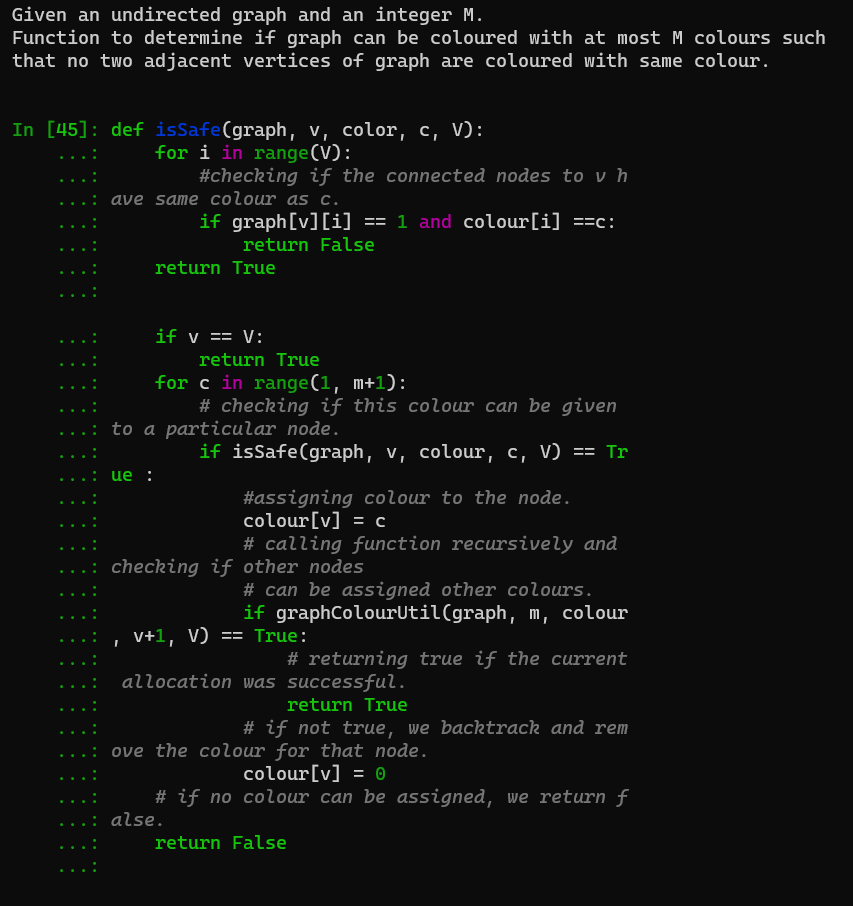 Given an undirected graph and an integer M.
Function to determine if graph can be coloured with at most M colours such
that no two adjacent vertices of graph are coloured with same colour.
In [45]: def isSafe(graph, v, color, c, V):
    ...:     for i in range(V):
    ...:         #checking if the connected nodes to v h
    ...: ave same colour as c.
    ...:         if graph[v][i] == 1 and colour[i] ==c:
    ...:             return False
    ...:     return True
    ...:
    ...:     if v == V:
    ...:         return True
    ...:     for c in range(1, m+1):
    ...:         # checking if this colour can be given
    ...: to a particular node.
    ...:         if isSafe(graph, v, colour, c, V) == Tr
    ...: ue :
    ...:             #assigning colour to the node.
    ...:             colour[v] = c
    ...:             # calling function recursively and
    ...: checking if other nodes
    ...:             # can be assigned other colours.
    ...:             if graphColourUtil(graph, m, colour
    ...: , v+1, V) == True:
    ...:                 # returning true if the current
    ...:  allocation was successful.
    ...:                 return True
    ...:             # if not true, we backtrack and rem
    ...: ove the colour for that node.
    ...:             colour[v] = 0
    ...:     # if no colour can be assigned, we return f
    ...: alse.
    ...:     return False
    ...: